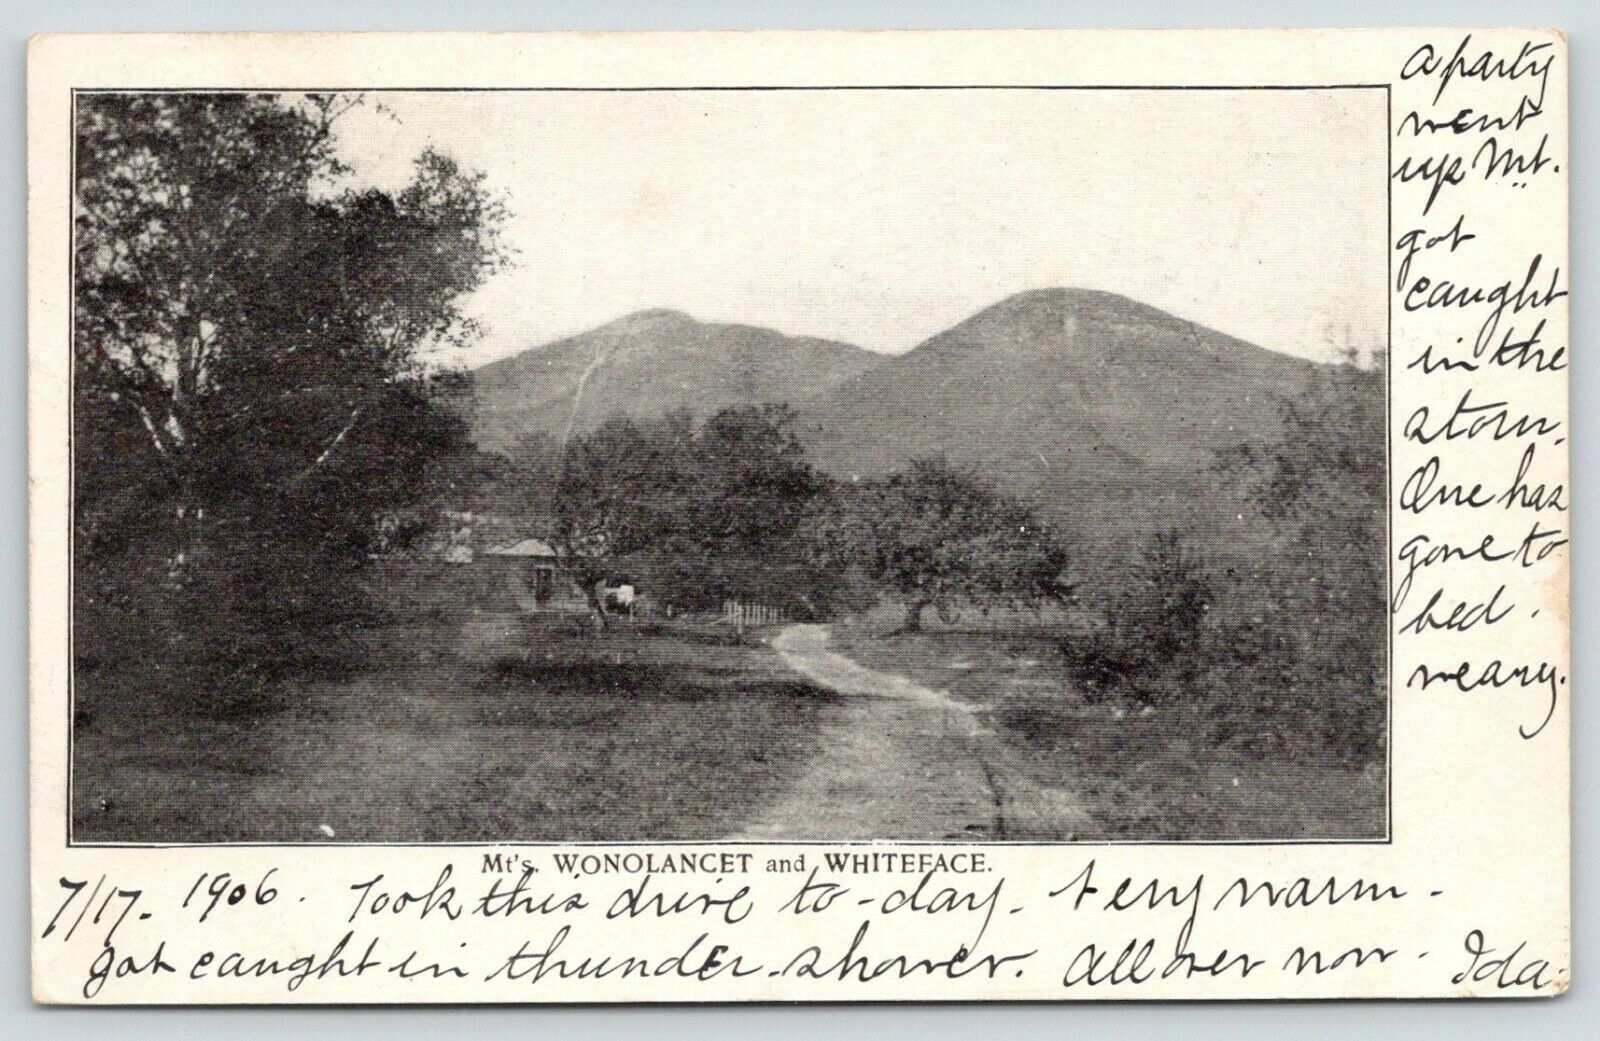 Mt's. WONOLANCET and WHITEFACE.
7/17. 1906. Took this drive to-day. Very warm -
got caught in thunder-shower. All over now. Ida.
A party
went
up Mt.
got
caught
in the
storm.
One has
gone to
bed.
weary.